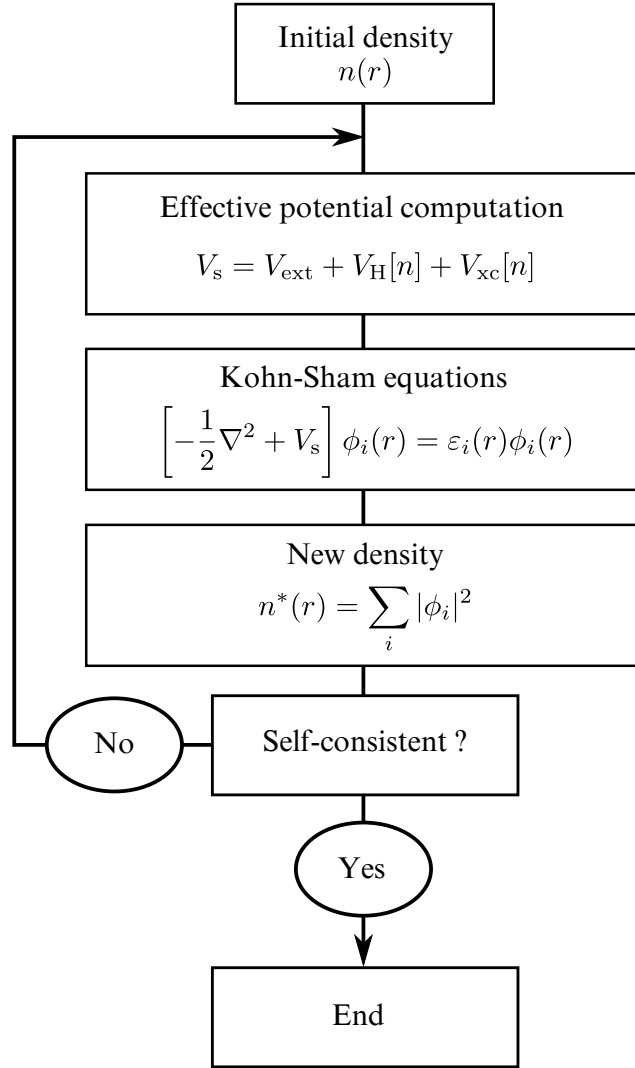 Initial density
n(r)
Effective potential computation
V_s = V_ext + V_H[n] + V_xc[n]
Kohn-Sham equations
[-1/2 ∇² + V_s] ϕ_i(r) = ε_i(r)ϕ_i(r)
New density
n*(r) = ∑_i |ϕ_i|²
No
Self-consistent ?
Yes
End